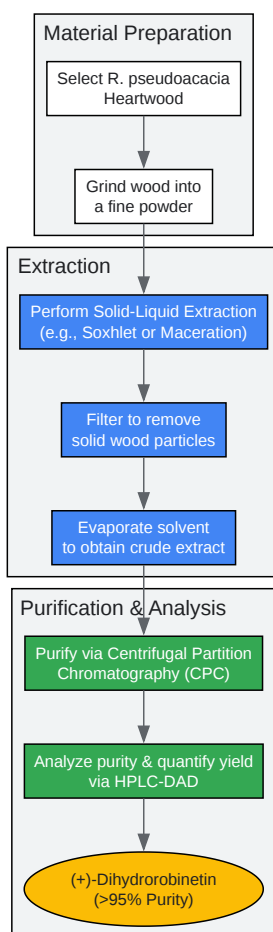 Material Preparation
Select R. pseudoacacia
Heartwood
Grind wood into
a fine powder
Extraction
Perform Solid-Liquid Extraction
(e.g., Soxhlet or Maceration)
Filter to remove
solid wood particles
Evaporate solvent
to obtain crude extract
Purification & Analysis
Purify via Centrifugal Partition
Chromatography (CPC)
Analyze purity & quantify yield
via HPLC-DAD
(+)-Dihydrorobinetin
(>95% Purity)